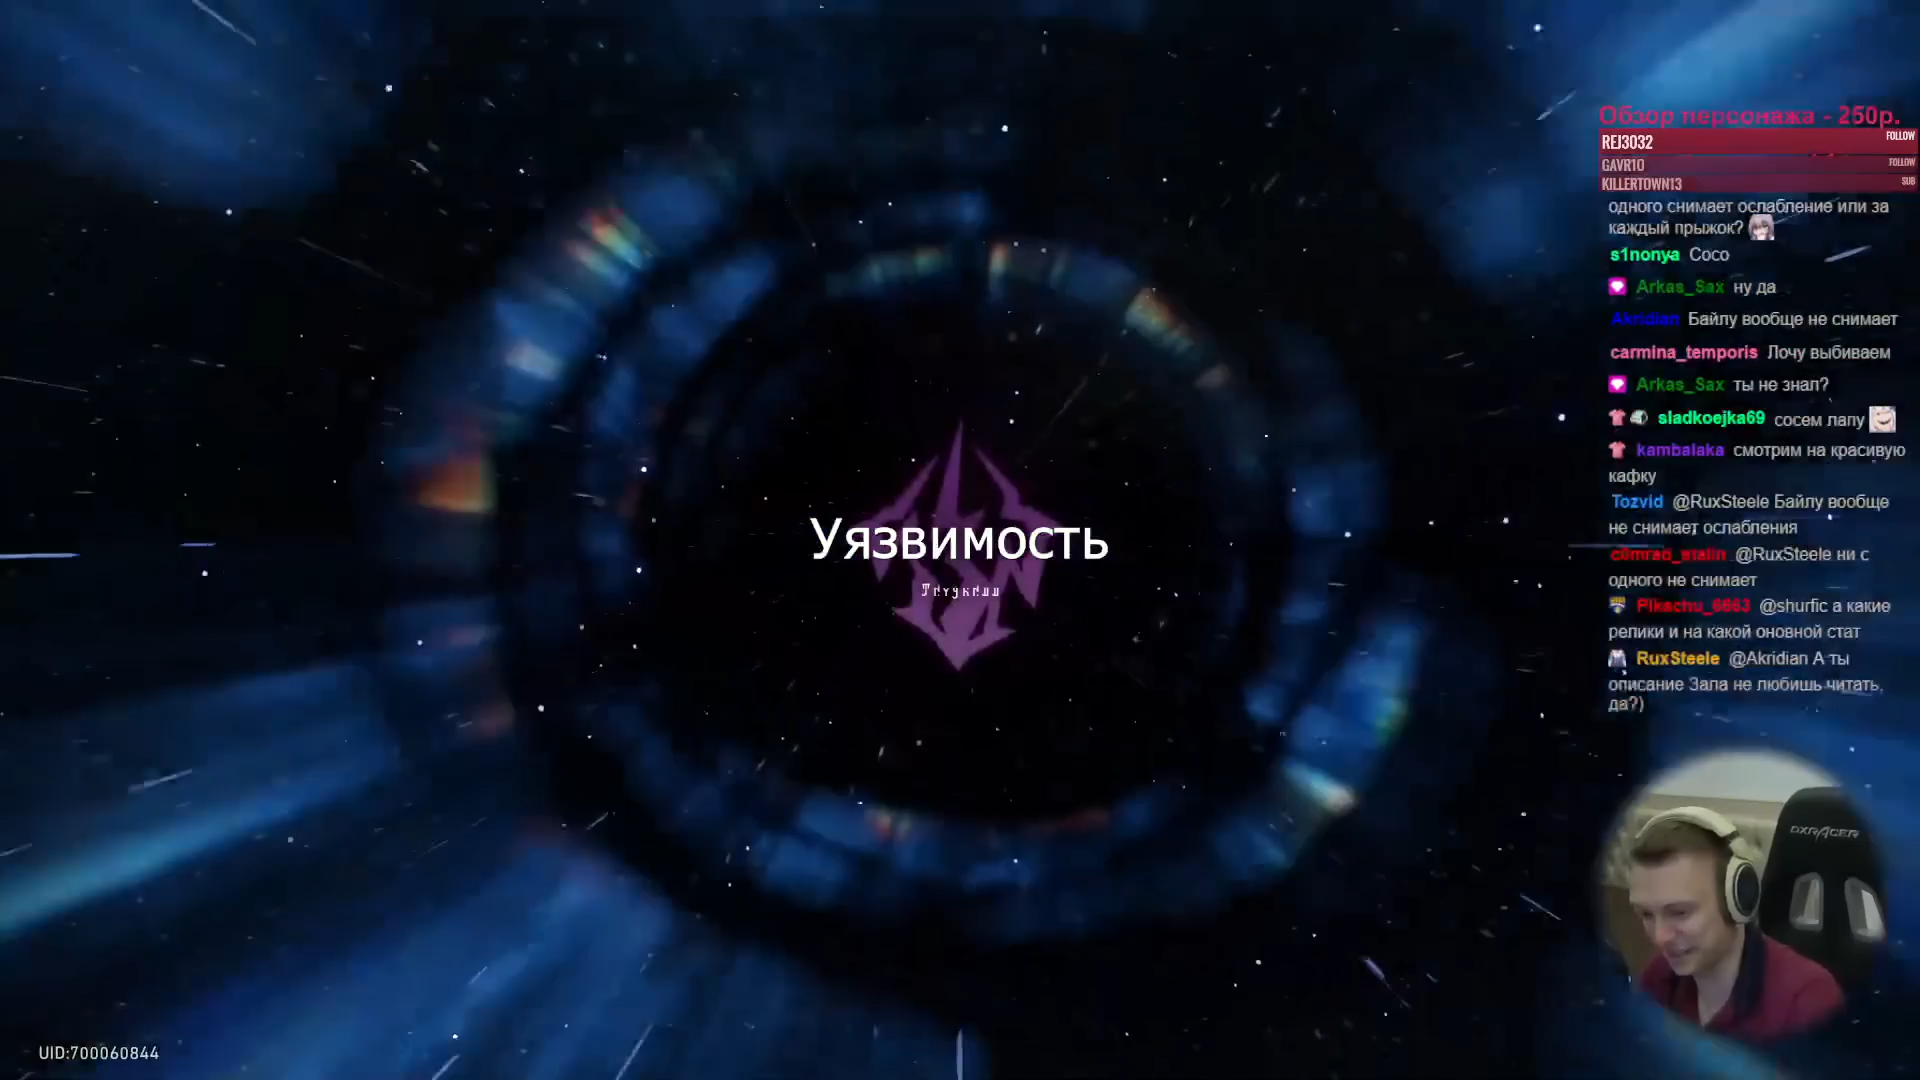 Обзор персонажа - 250р.
REJ3032 FOLLOW
GAVR10 FOLLOW
KILLERTOWN13 SUB
одного снимает ослабление или за
каждый прыжок?
s1nonya Сосо
Arkas_Sax ну да
Akridian Байлу вообще не снимает
carmina_temporis Лочу выбиваем
Arkas_Sax ты не знал?
sladkoejka69 сосем лапу
kambalaka смотрим на красивую
кафку
Tozvid @RuxSteele Байлу вообще
не снимает ослабления
c0mrad_stalin @RuxSteele ни с
одного не снимает
Pikachu_6663 @shurfic а какие
релики и на какой оновной стат
RuxSteele @Akridian А ты
описание Зала не любишь читать,
да?)
Уязвимость
DXRACER
UID:700060844